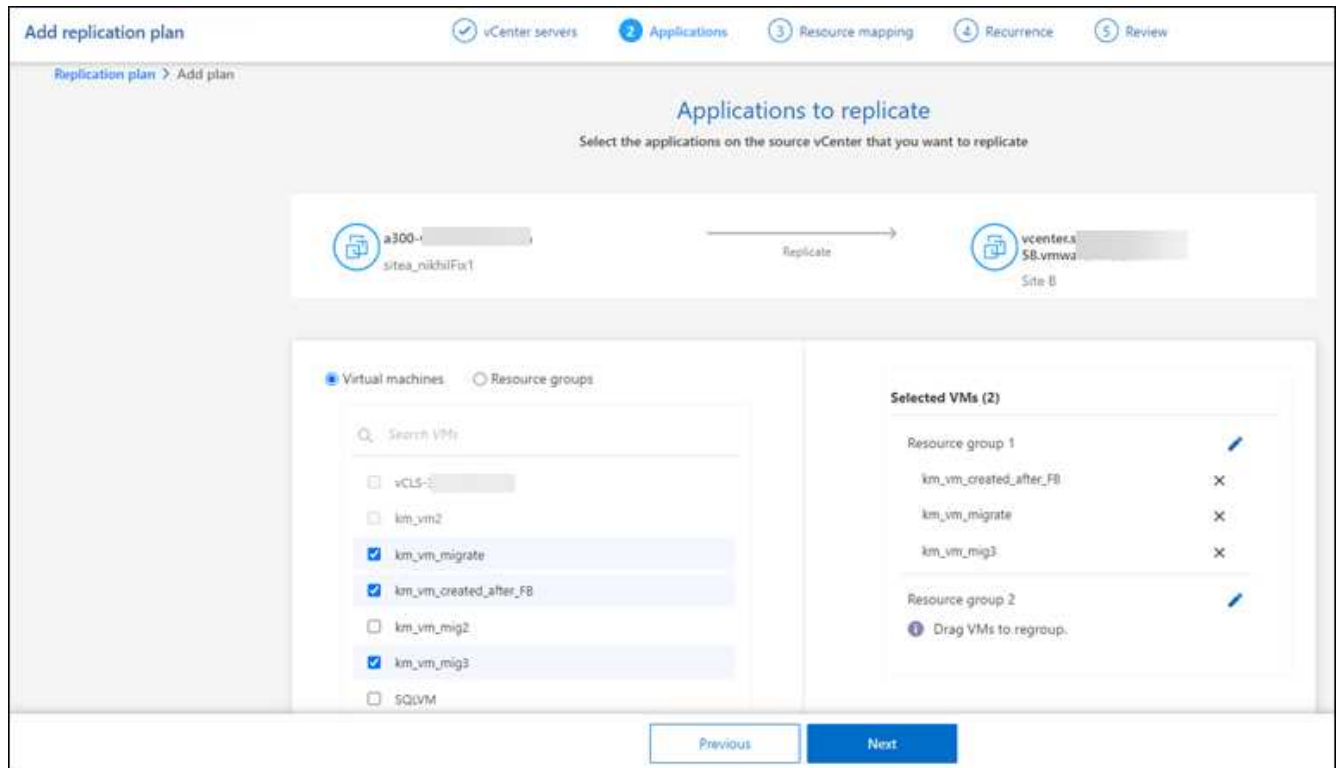 Add replication plan
vCenter servers
2 Applications
3 Resource mapping
4 Recurrence
5 Review
Replication plan > Add plan
Applications to replicate
Select the applications on the source vCenter that you want to replicate
a300-
sitea_nikhilFix1
Replicate
vcenter.s
58.vmwa
Site B
Virtual machines
Resource groups
Search VMs
vCLS-
km_vm2
km_vm_migrate
km_vm_created_after_FB
km_vm_mig2
km_vm_mig3
SQLVM
Selected VMs (2)
Resource group 1
km_vm_created_after_FB
km_vm_migrate
km_vm_mig3
Resource group 2
Drag VMs to regroup.
Previous
Next